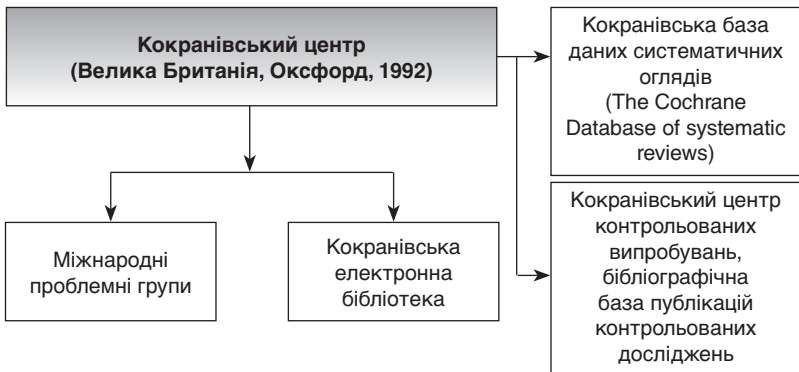 Кокранівський центр
(Велика Британія, Оксфорд, 1992)
Кокранівська база
даних систематичних
оглядів
(The Cochrane
Database of systematic
reviews)
Міжнародні
проблемні групи
Кокранівська
електронна
бібліотека
Кокранівський центр
контрольованих
випробувань,
бібліографічна
база публікацій
контрольованих
досліджень